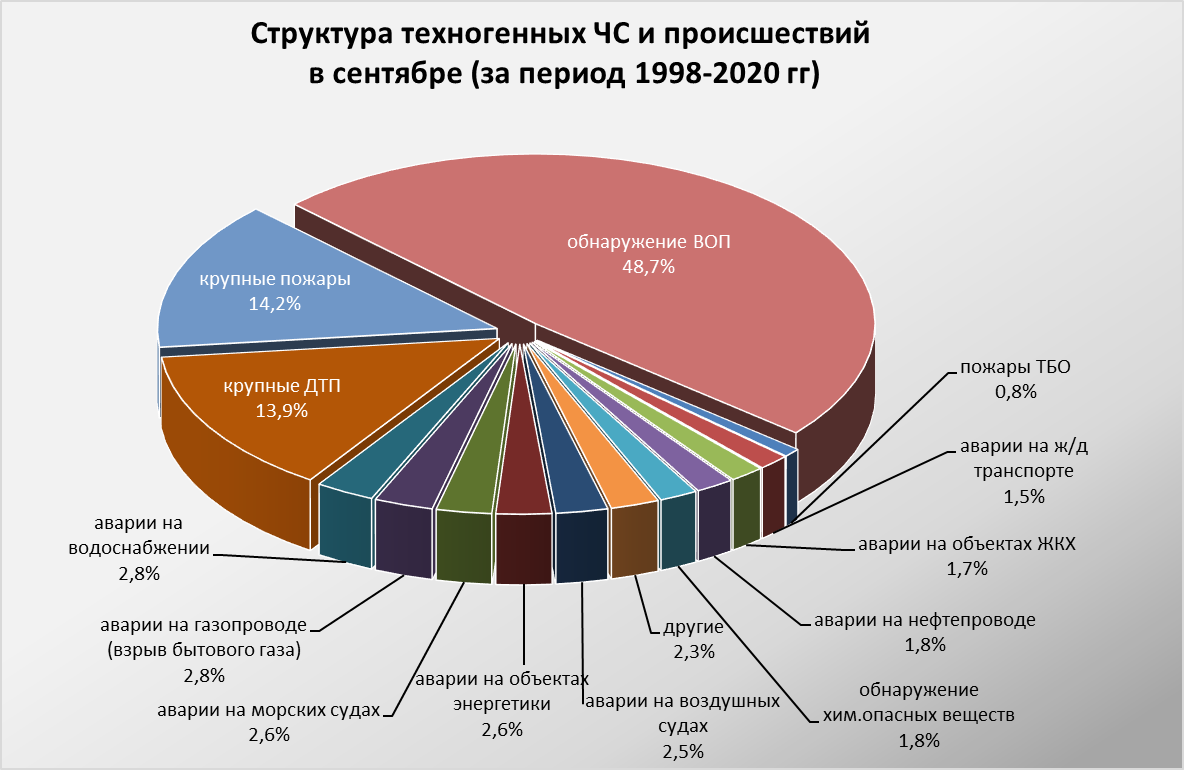 Структура техногенных ЧС и происшествий
в сентябре (за период 1998-2020 гг)
обнаружение ВОП
48,7%
крупные пожары
14,2%
крупные ДТП
13,9%
пожары ТБО
0,8%
аварии на ж/д
транспорте
1,5%
аварии на объектах ЖКХ
1,7%
аварии на нефтепроводе
1,8%
обнаружение
хим.опасных веществ
1,8%
другие
2,3%
аварии на воздушных
судах
2,5%
аварии на объектах
энергетики
2,6%
аварии на морских судах
2,6%
аварии на газопроводе
(взрыв бытового газа)
2,8%
аварии на
водоснабжении
2,8%